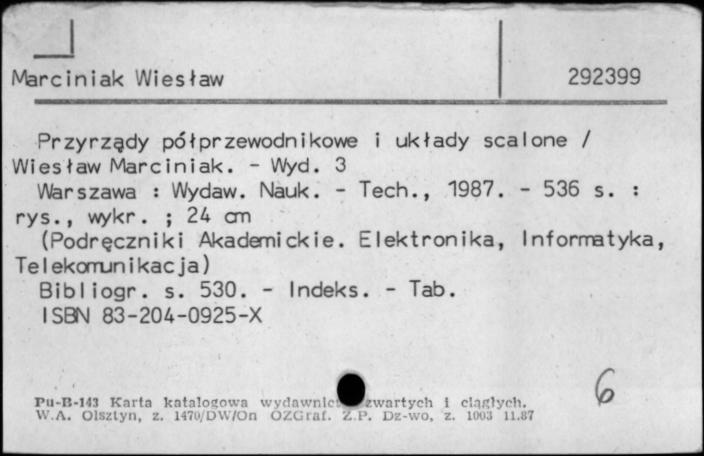 Marciniak Wiesław 292399
Przyrządy półprzewodnikowe i układy scalone /
Wiesław Marciniak. - Wyd. 3
Warszawa : Wydaw. Nauk. - Tech., 1987. - 536 s. :
rys., wykr. ; 24 cm
(Podręczniki Akademickie. Elektronika, Informatyka,
Telekomunikacja)
Bibliogr. s. 530. - Indeks. - Tab.
ISBN 83-204-0925-X
6
Pu-B-143 Karta katalogowa i ciągłych.
W.A. Olsztyn, z. 1470/DW/On OZGraf. Z.P. Dz-wo, z. 1003 11.87